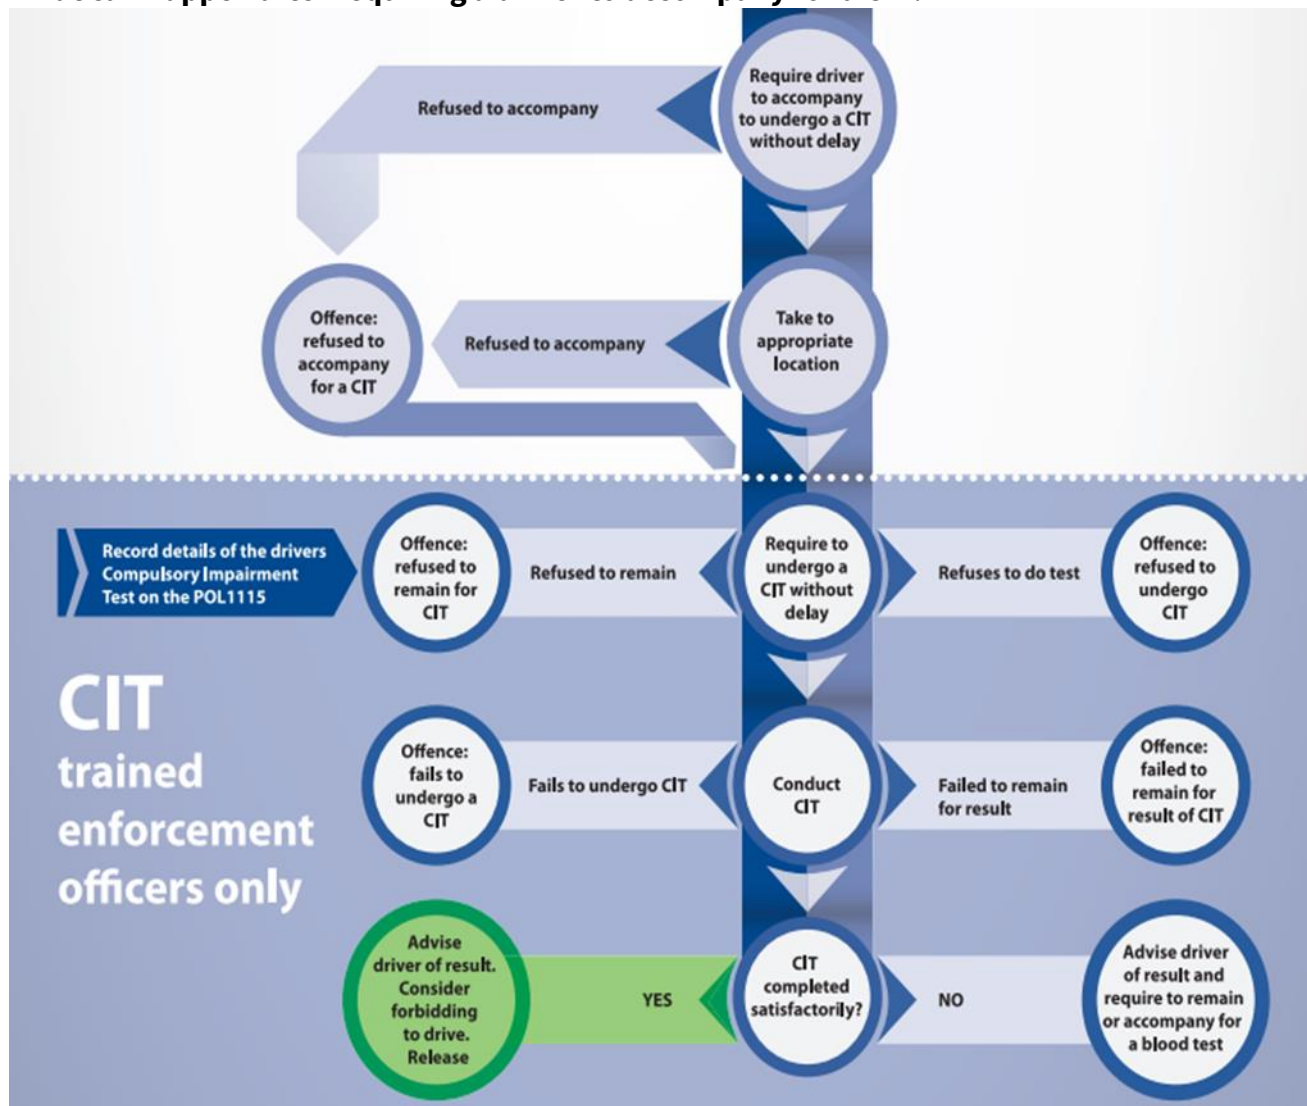 Require driver
to accompany
to undergo a CIT
without delay
Refused to accompany
Offence:
refused to
accompany
for a CIT
Refused to accompany
Take to
appropriate
location
Record details of the drivers
Compulsory Impairment
Test on the POL1115
Offence:
refused to
remain for
CIT
Refused to remain
Require to
undergo a
CIT without
delay
Refuses to do test
Offence:
refused to
undergo
CIT
CIT
trained
enforcement
officers only
Offence:
fails to
undergo a
CIT
Fails to undergo CIT
Conduct
CIT
Failed to remain
for result
Offence:
failed to
remain for
result of CIT
Advise
driver of result.
Consider
forbidding
to drive.
Release
YES
CIT
completed
satisfactorily?
NO
Advise driver
of result and
require to remain
or accompany for
a blood test